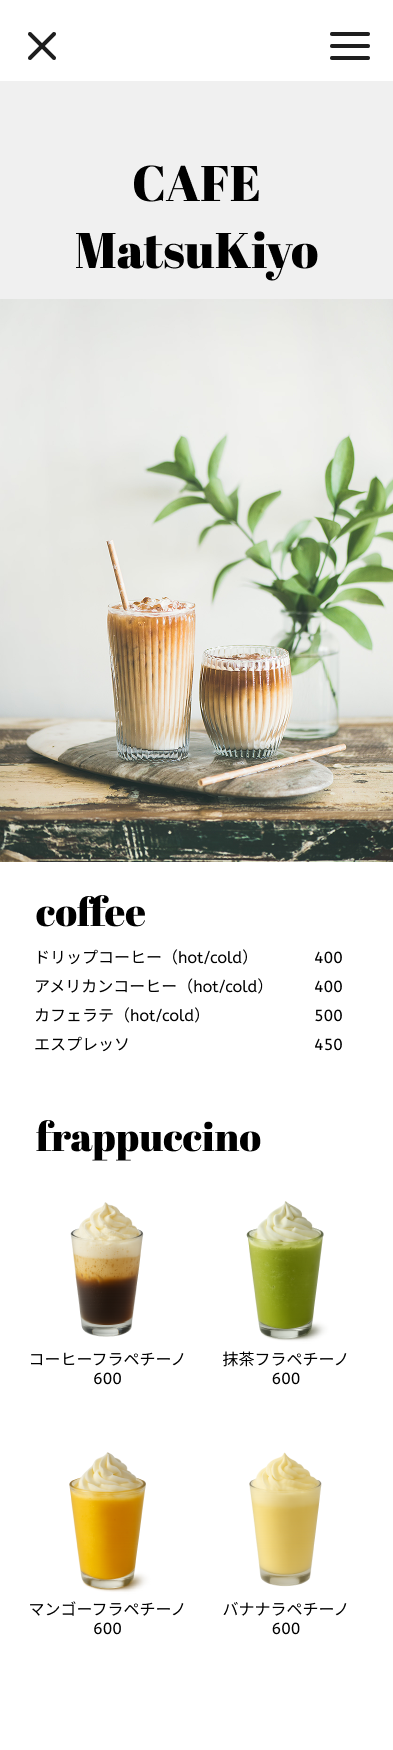 CAFE
MatsuKiyo
coffee
ドリップコーヒー（hot/cold） 400
アメリカンコーヒー（hot/cold） 400
カフェラテ（hot/cold） 500
エスプレッソ 450
frappuccino
コーヒーフラペチーノ
600
抹茶フラペチーノ
600
マンゴーフラペチーノ
600
バナナラペチーノ
600